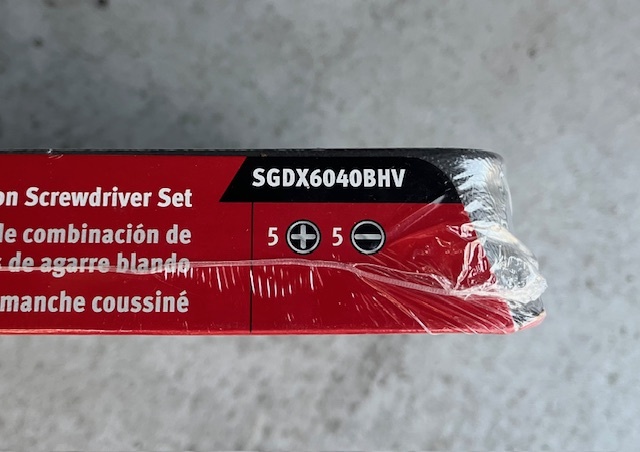 SGDX6040BHV
on Screwdriver Set
de combinación de
s de agarre blando
manche coussiné
5 5